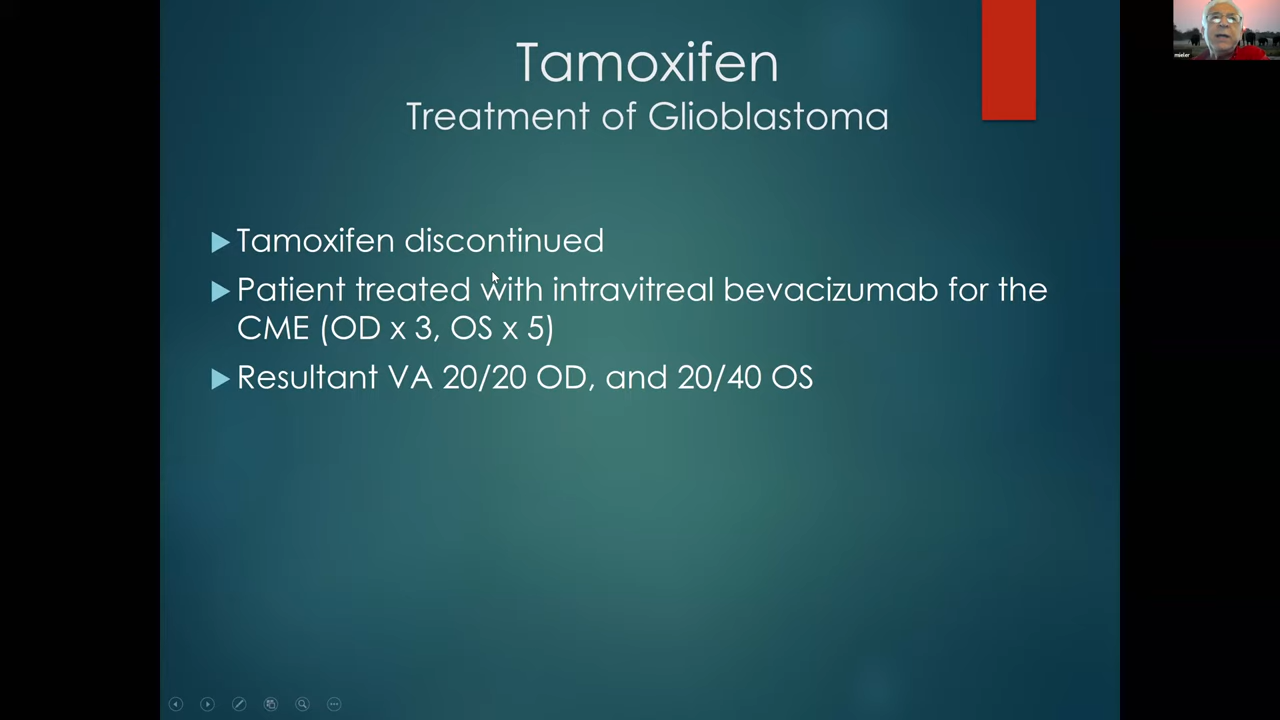 Tamoxifen
Treatment of Glioblastoma
Tamoxifen discontinued
Patient treated with intravitreal bevacizumab for the
CME (OD x 3, OS x 5)
Resultant VA 20/20 OD, and 20/40 OS
mieler